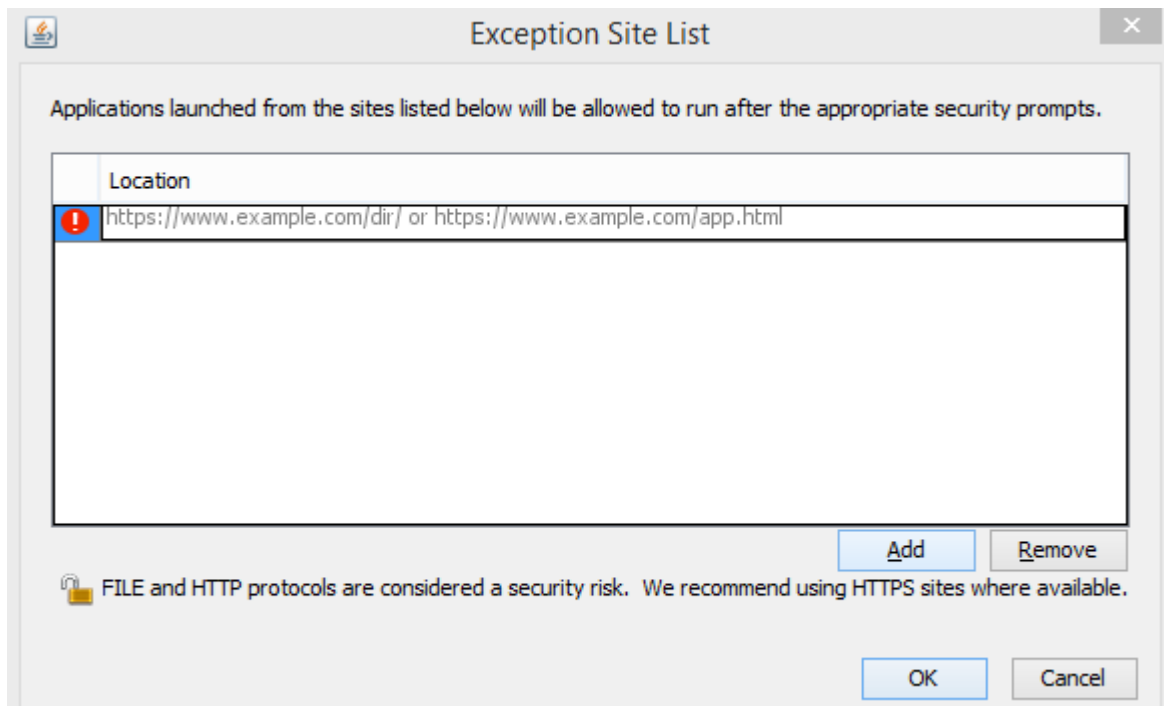 Exception Site List
Applications launched from the sites listed below will be allowed to run after the appropriate security prompts.
Location
https://www.example.com/dir/ or https://www.example.com/app.html
Add Remove
FILE and HTTP protocols are considered a security risk. We recommend using HTTPS sites where available.
OK Cancel